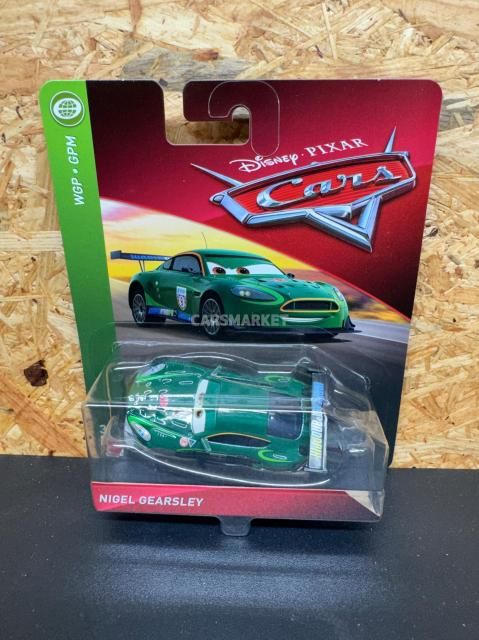 WGP • GPM
DISNEY • PIXAR
Cars
CARSMARKET
NIGEL GEARSLEY